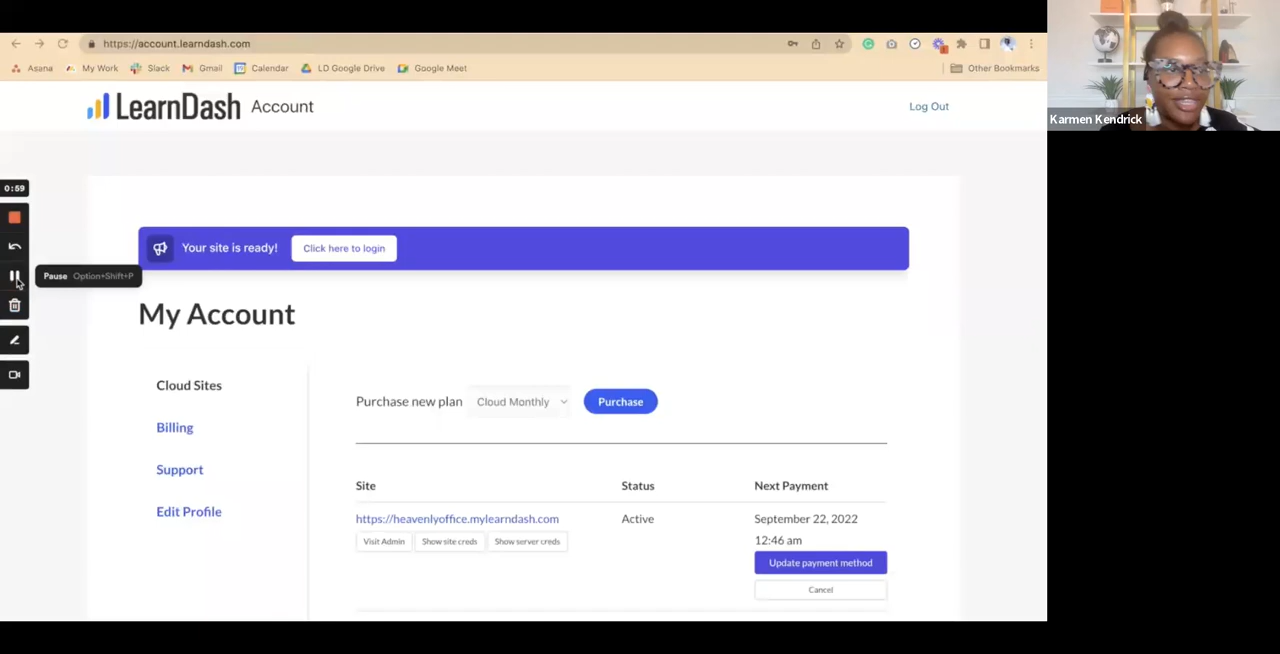 https://account.learndash.com
Asana My Work Slack Gmail Calendar LD Google Drive Google Meet Other Bookmarks
LearnDash Account
Log Out
Karmen Kendrick
0:59
Your site is ready! Click here to login
Pause Option+Shift+P
My Account
Cloud Sites
Billing
Support
Edit Profile
Purchase new plan Cloud Monthly Purchase
Site Status Next Payment
https://heavenlyoffice.mylearndash.com Active September 22, 2022
12:46 am
Visit Admin Show site creds Show server creds
Update payment method
Cancel